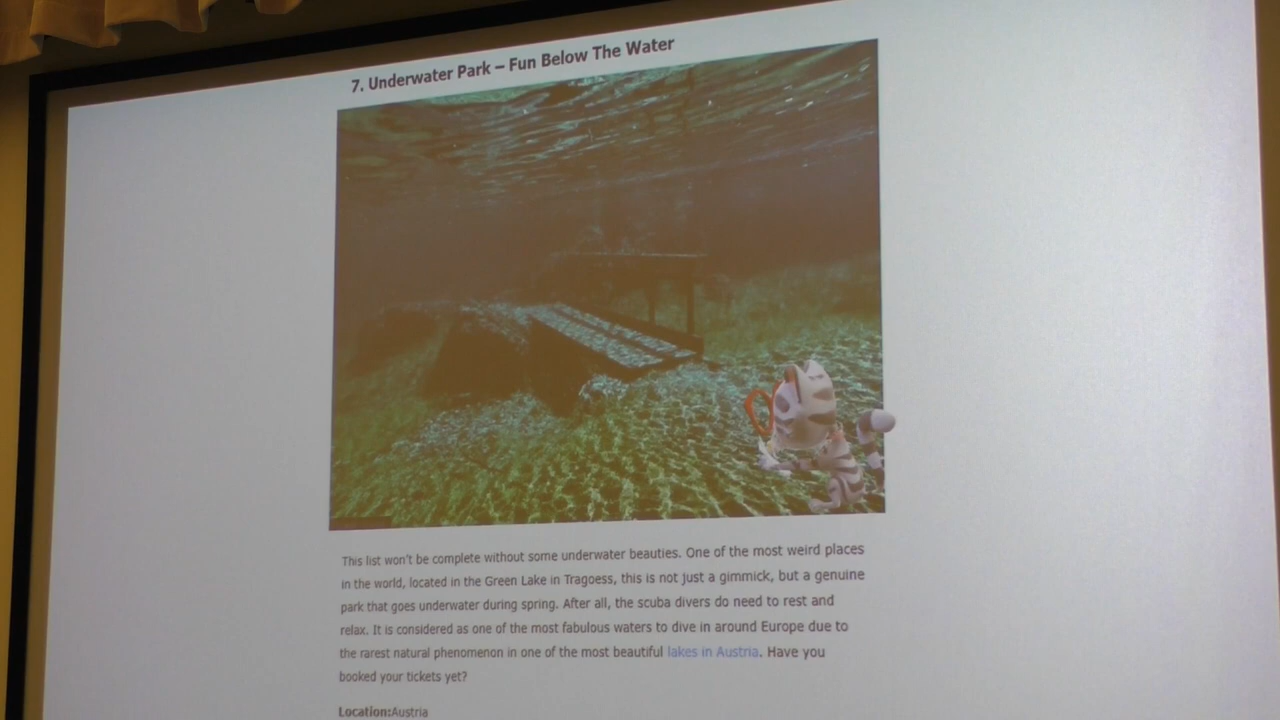 7. Underwater Park – Fun Below The Water
This list won't be complete without some underwater beauties. One of the most weird places
in the world, located in the Green Lake in Tragoess, this is not just a gimmick, but a genuine
park that goes underwater during spring. After all, the scuba divers do need to rest and
relax. It is considered as one of the most fabulous waters to dive in around Europe due to
the rarest natural phenomenon in one of the most beautiful lakes in Austria. Have you
booked your tickets yet?
Location:Austria